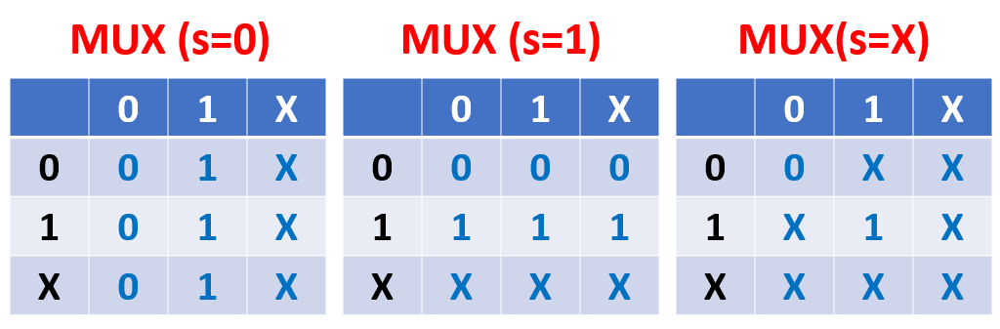 MUX (s=0) MUX (s=1) MUX(s=X)
0 1 X 0 1 X 0 1 X
0 0 1 X 0 0 0 0 0 0 X X
1 0 1 X 1 1 1 1 1 X 1 X
X 0 1 X X X X X X X X X